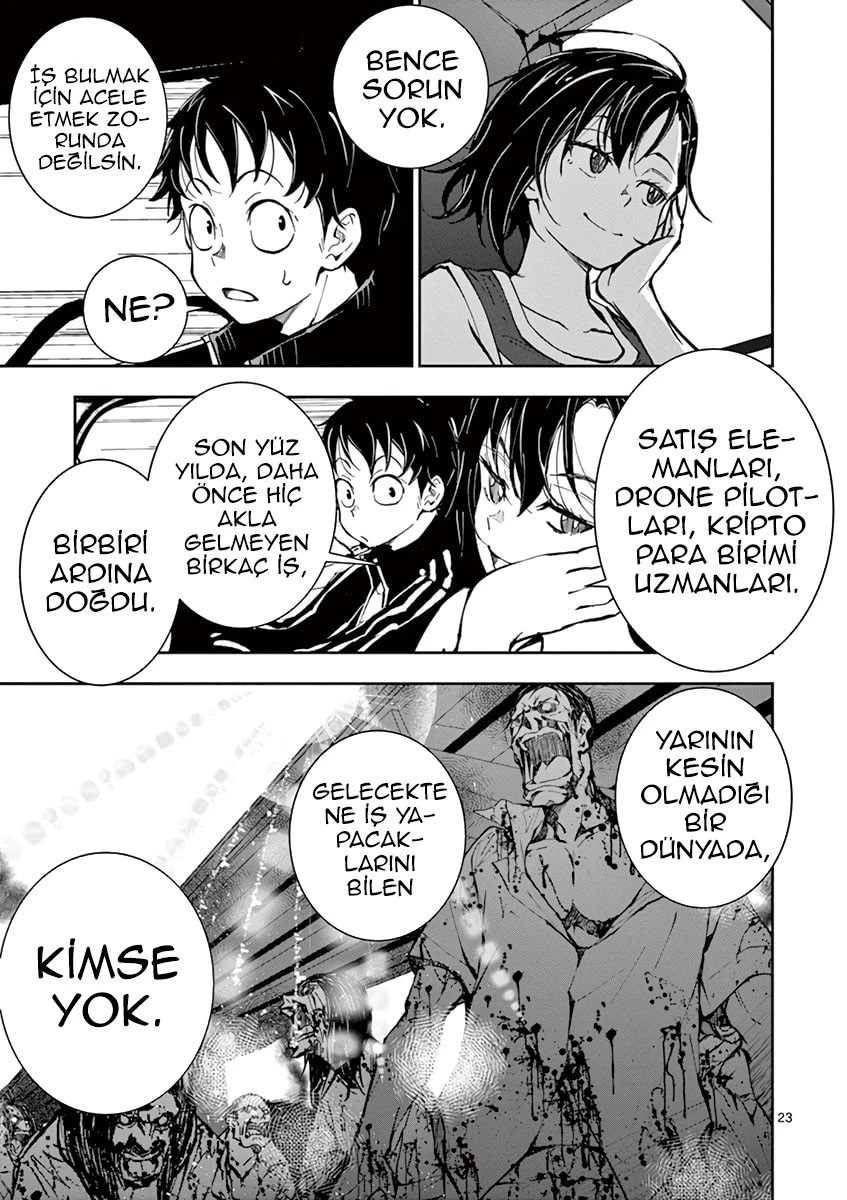 BENCE
SORUN
YOK.
İŞ BULMAK
İÇİN ACELE
ETMEK ZO-
RUNDA
DEĞİLSİN.
NE?
SATIŞ ELE-
MANLARI,
DRONE PİLOT-
LARI, KRİPTO
PARA BİRİMİ
UZMANLARI.
SON YÜZ
YILDA, DAHA
ÖNCE HİÇ
AKLA
GELMEYEN
BİRKAÇ İŞ,
BİRBİRİ
ARDINA
DOĞDU.
YARININ
KESİN
OLMADIĞI
BİR
DÜNYADA,
GELECEKTE
NE İŞ YA-
PACAK-
LARINI
BİLEN
KİMSE
YOK.
23